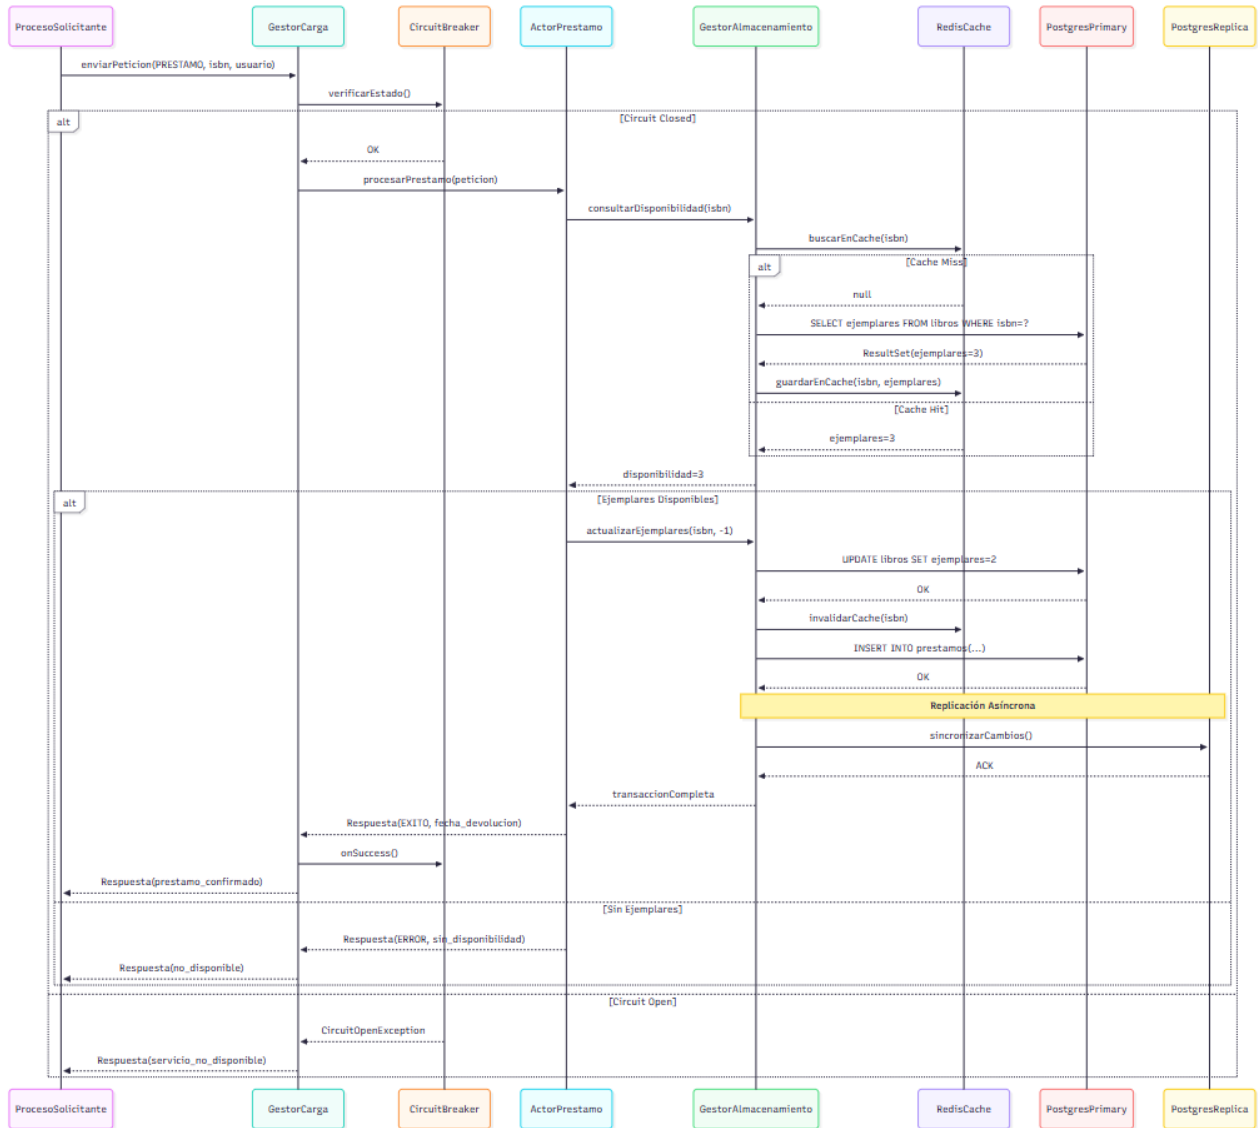 ProcesoSolicitante
GestorCarga
CircuitBreaker
ActorPrestamo
GestorAlmacenamiento
RedisCache
PostgresPrimary
PostgresReplica
enviarPeticion(PRESTAMO, isbn, usuario)
verificarEstado()
alt
[Circuit Closed]
OK
procesarPrestamo(peticion)
consultarDisponibilidad(isbn)
buscarEnCache(isbn)
alt
[Cache Miss]
null
SELECT ejemplares FROM libros WHERE isbn=?
ResultSet(ejemplares=3)
guardarEnCache(isbn, ejemplares)
[Cache Hit]
ejemplares=3
disponibilidad=3
alt
[Ejemplares Disponibles]
actualizarEjemplares(isbn, -1)
UPDATE libros SET ejemplares=2
OK
invalidarCache(isbn)
INSERT INTO prestamos(...)
OK
Replicación Asíncrona
sincronizarCambios()
ACK
transaccionCompleta
Respuesta(EXITO, fecha_devolucion)
onSuccess()
Respuesta(prestamo_confirmado)
[Sin Ejemplares]
Respuesta(ERROR, sin_disponibilidad)
Respuesta(no_disponible)
[Circuit Open]
CircuitOpenException
Respuesta(servicio_no_disponible)
ProcesoSolicitante
GestorCarga
CircuitBreaker
ActorPrestamo
GestorAlmacenamiento
RedisCache
PostgresPrimary
PostgresReplica